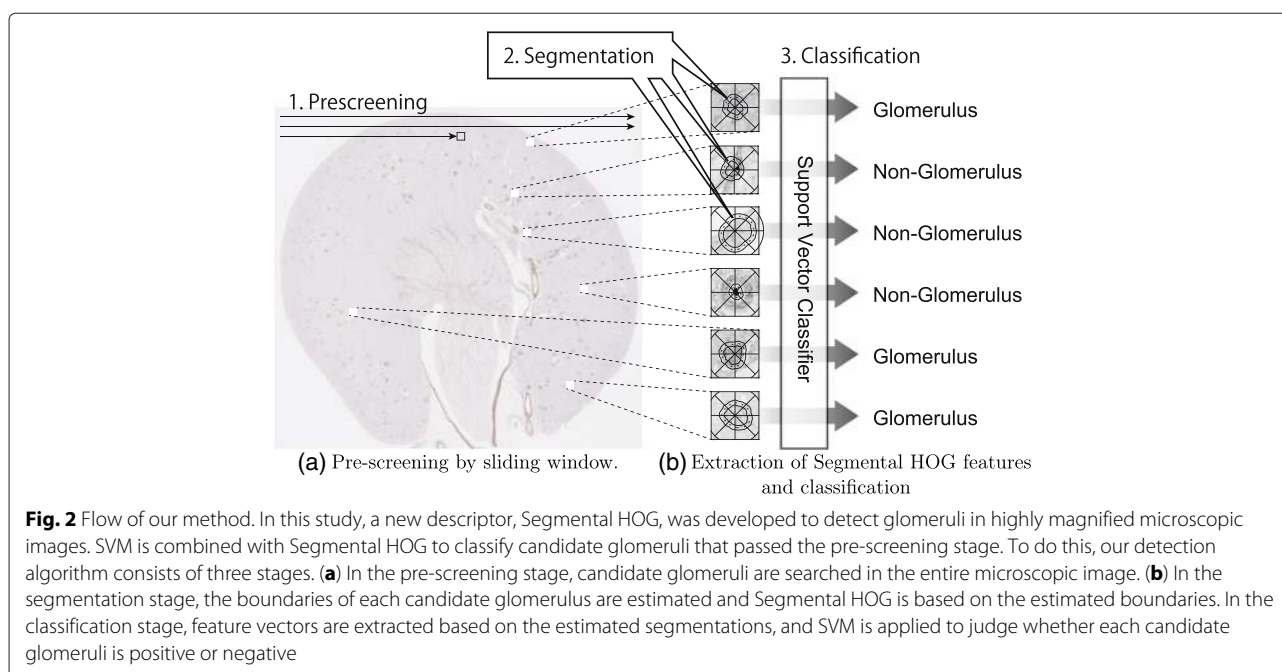 2. Segmentation
3. Classification
1. Prescreening
Support Vector Classifier
Glomerulus
Non-Glomerulus
Non-Glomerulus
Non-Glomerulus
Glomerulus
Glomerulus
(a) Pre-screening by sliding window.
(b) Extraction of Segmental HOG features
and classification
Fig. 2 Flow of our method. In this study, a new descriptor, Segmental HOG, was developed to detect glomeruli in highly magnified microscopic
images. SVM is combined with Segmental HOG to classify candidate glomeruli that passed the pre-screening stage. To do this, our detection
algorithm consists of three stages. (a) In the pre-screening stage, candidate glomeruli are searched in the entire microscopic image. (b) In the
segmentation stage, the boundaries of each candidate glomerulus are estimated and Segmental HOG is based on the estimated boundaries. In the
classification stage, feature vectors are extracted based on the estimated segmentations, and SVM is applied to judge whether each candidate
glomeruli is positive or negative